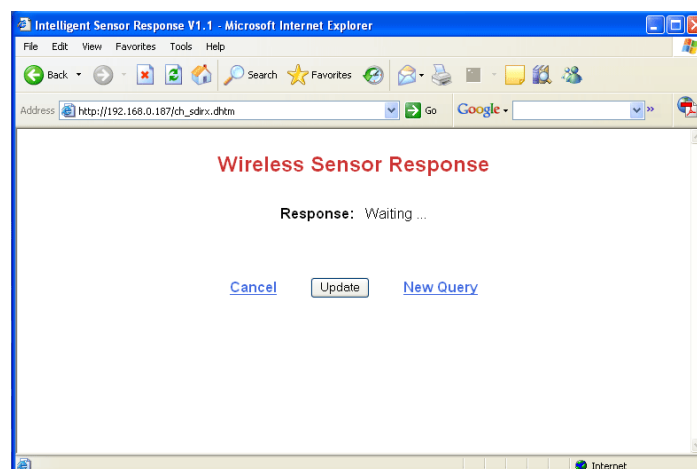 Intelligent Sensor Response V1.1 - Microsoft Internet Explorer
File Edit View Favorites Tools Help
Back Search Favorites
Address http://192.168.0.187/ch_sdirx.dhtm Go Google
Wireless Sensor Response
Response: Waiting ...
Cancel Update New Query
Internet